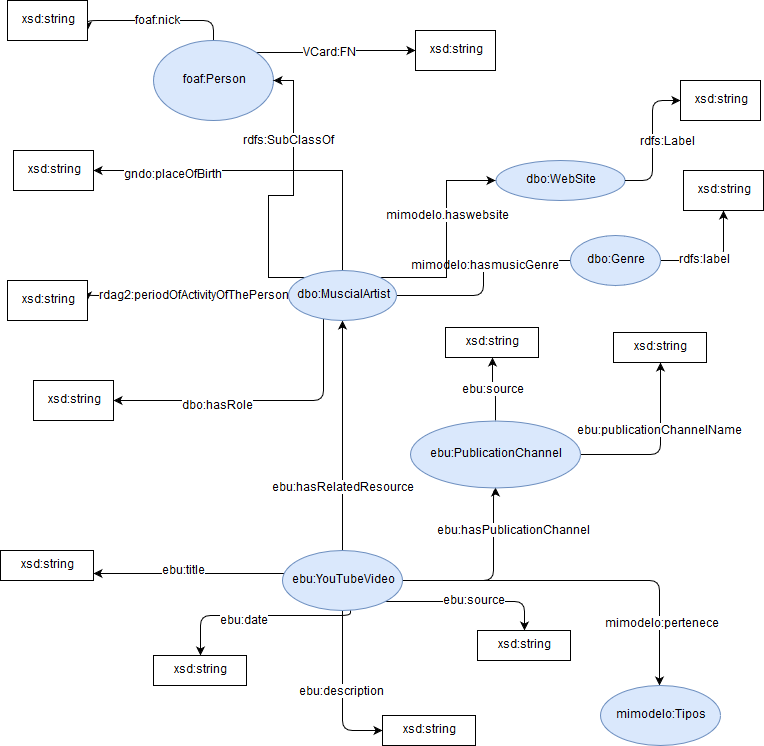 xsd:string
foaf:nick
VCard:FN
xsd:string
foaf:Person
xsd:string
rdfs:SubClassOf
rdfs:Label
xsd:string
gndo:placeOfBirth
dbo:WebSite
xsd:string
mimodelo.haswebsite
mimodelo:hasmusicGenre
dbo:Genre
rdfs:label
xsd:string
rdag2:periodOfActivityOfThePerson
dbo:MuscialArtist
xsd:string
xsd:string
xsd:string
dbo:hasRole
ebu:source
ebu:publicationChannelName
ebu:PublicationChannel
ebu:hasRelatedResource
ebu:hasPublicationChannel
xsd:string
ebu:title
ebu:YouTubeVideo
ebu:source
ebu:date
mimodelo:pertenece
xsd:string
xsd:string
ebu:description
mimodelo:Tipos
xsd:string